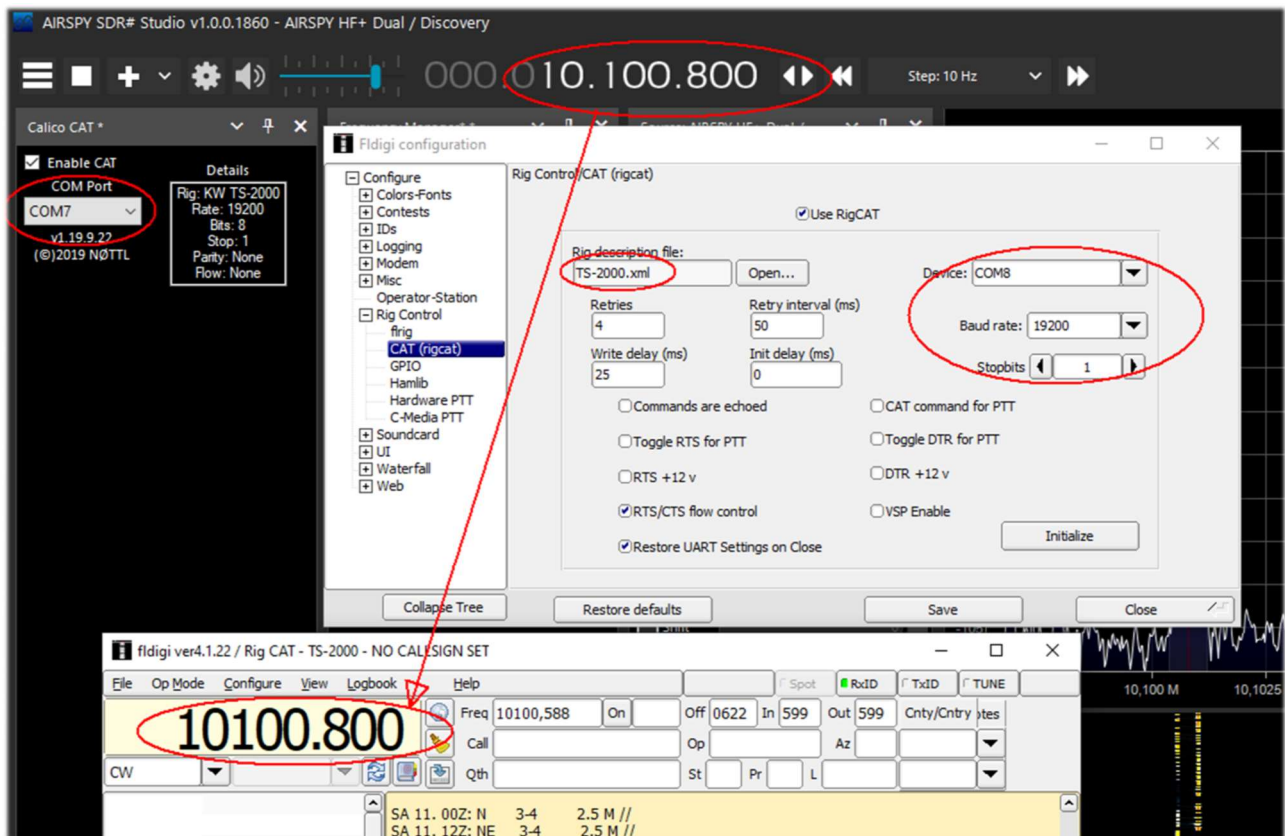 AIRSPY SDR# Studio v1.0.0.1860 - AIRSPY HF+ Dual / Discovery
000.010.100.800
Step: 10 Hz
Calico CAT *
Enable CAT
COM Port
COM7
v1.19.9.22
(©)2019 NØTTL
Details
Rig: KW TS-2000
Rate: 19200
Bits: 8
Stop: 1
Parity: None
Flow: None
Fldigi configuration
Configure
Colors-Fonts
Contests
IDs
Logging
Modem
Misc
Operator-Station
Rig Control
flrig
CAT (rigcat)
GPIO
Hamlib
Hardware PTT
C-Media PTT
Soundcard
UI
Waterfall
Web
Rig Control/CAT (rigcat)
Use RigCAT
Rig description file:
TS-2000.xml
Open...
Device: COM8
Retries
4
Retry interval (ms)
50
Baud rate: 19200
Write delay (ms)
25
Init delay (ms)
0
Stopbits 1
Commands are echoed
CAT command for PTT
Toggle RTS for PTT
Toggle DTR for PTT
RTS +12 v
DTR +12 v
RTS/CTS flow control
VSP Enable
Restore UART Settings on Close
Initialize
Collapse Tree
Restore defaults
Save
Close
fldigi ver4.1.22 / Rig CAT - TS-2000 - NO CALLSIGN SET
File Op Mode Configure View Logbook Help
Spot RxID TxID TUNE
10100.800
Freq 10100,588 On Off 0622 In 599 Out 599 Cnty/Cntry otes
Call Op Az
CW
Qth St Pr L
10,100 M 10,1025
SA 11. 00Z: N 3-4 2.5 M //
SA 11. 12Z: NE 3-4 2.5 M //